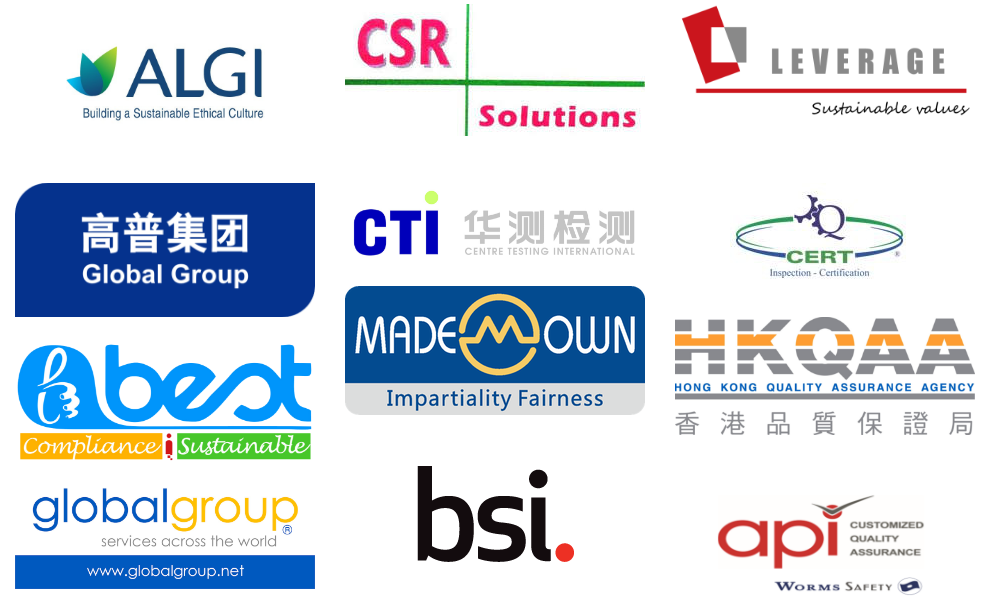 ALGI
Building a Sustainable Ethical Culture
CSR
Solutions
LEVERAGE
Sustainable values
高普集团
Global Group
CTi 华测检测
CENTRE TESTING INTERNATIONAL
Q
CERT
®
Inspection - Certification
best
Compliance i Sustainable
MADE OWN
Impartiality Fairness
HKQAA
HONG KONG QUALITY ASSURANCE AGENCY
香港品質保證局
globalgroup
®
services across the world
www.globalgroup.net
bsi.
api
CUSTOMIZED
QUALITY
ASSURANCE
WORMS SAFETY